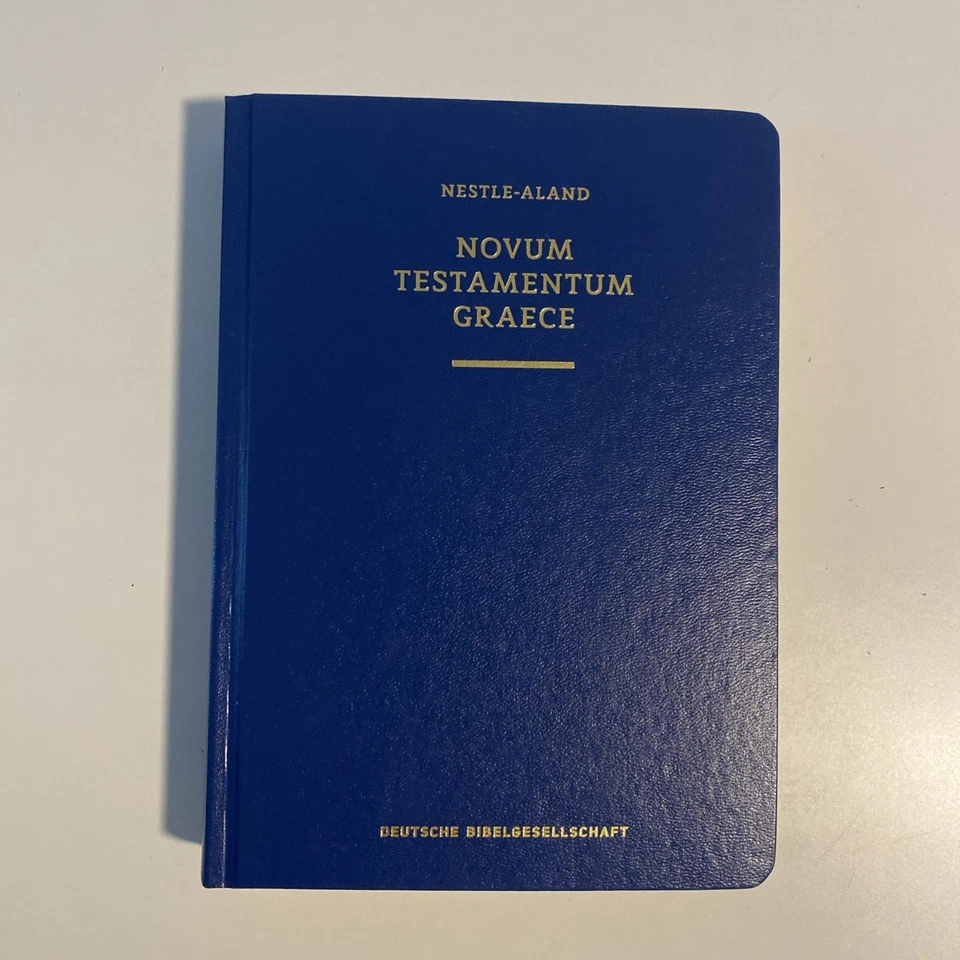 NESTLE-ALAND
NOVUM
TESTAMENTUM
GRAECE
DEUTSCHE BIBELGESELLSCHAFT